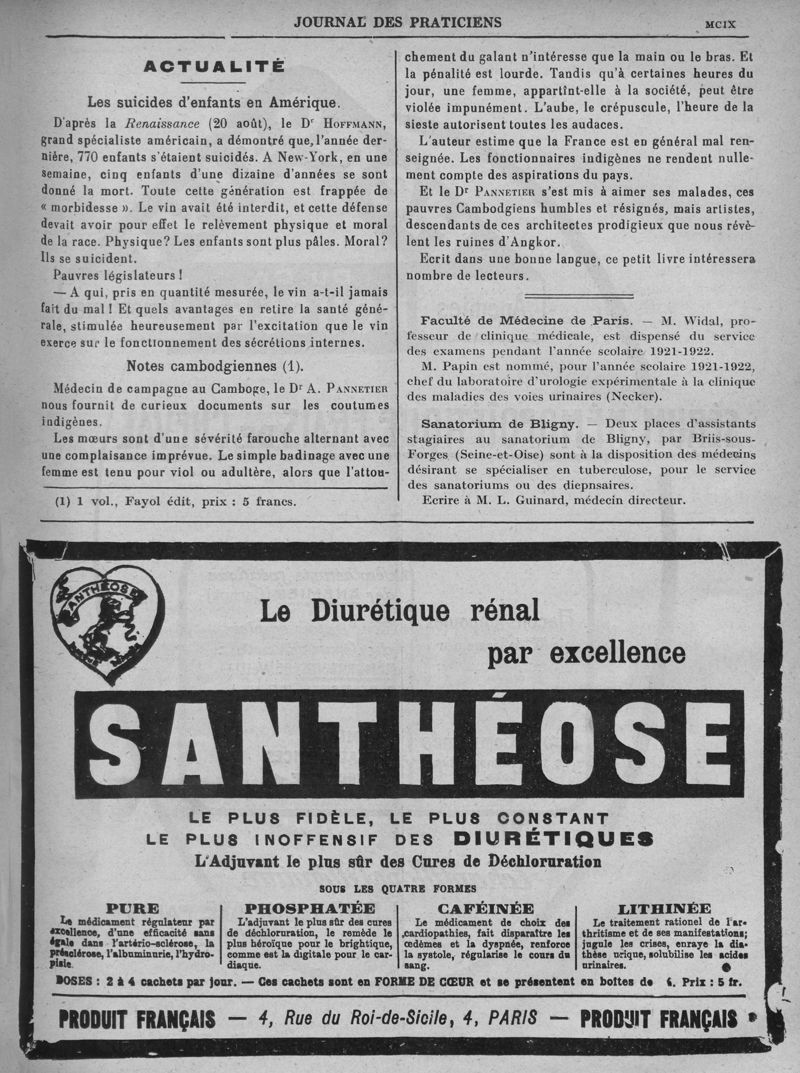 JOURNAL DES PRATICIENS
MCIX
ACTUALITÉ
Les suicides d'enfants en Amérique.
D'après la Renaissance (20 août), le Dr HOFFMANN,
grand spécialiste américain, a démontré que, l'année der-
nière, 770 enfants s'étaient suicidés. A New-York, en une
semaine, cinq enfants d'une dizaine d'années se sont
donné la mort. Toute cette génération est frappée de
« morbidesse ». Le vin avait été interdit, et cette défense
devait avoir pour effet le relèvement physique et moral
de la race. Physique? Les enfants sont plus pâles. Moral?
Ils se suicident.
Pauvres législateurs !
— A qui, pris en quantité mesurée, le vin a-t-il jamais
fait du mal ! Et quels avantages en retire la santé géné-
rale, stimulée heureusement par l'excitation que le vin
exerce sur le fonctionnement des sécrétions internes.
Notes cambodgiennes (1).
Médecin de campagne au Camboge, le Dr A. PANNETIER
nous fournit de curieux documents sur les coutumes
indigènes.
Les mœurs sont d'une sévérité farouche alternant avec
une complaisance imprévue. Le simple badinage avec une
femme est tenu pour viol ou adultère, alors que l'attou-
(1) 1 vol., Fayol édit, prix : 5 francs.
chement du galant n'intéresse que la main ou le bras. Et
la pénalité est lourde. Tandis qu'à certaines heures du
jour, une femme, appartînt-elle à la société, peut être
violée impunément. L'aube, le crépuscule, l'heure de la
sieste autorisent toutes les audaces.
L'auteur estime que la France est en général mal ren-
seignée. Les fonctionnaires indigènes ne rendent nulle-
ment compte des aspirations du pays.
Et le Dr PANNETIER s'est mis à aimer ses malades, ces
pauvres Cambodgiens humbles et résignés, mais artistes,
descendants de ces architectes prodigieux que nous révè-
lent les ruines d'Angkor.
Ecrit dans une bonne langue, ce petit livre intéressera
nombre de lecteurs.
Faculté de Médecine de Paris. — M. Widal, pro-
fesseur de clinique médicale, est dispensé du service
des examens pendant l'année scolaire 1921-1922.
M. Papin est nommé, pour l'année scolaire 1921-1922,
chef du laboratoire d'urologie expérimentale à la clinique
des maladies des voies urinaires (Necker).
Sanatorium de Bligny. — Deux places d'assistants
stagiaires au sanatorium de Bligny, par Briis-sous-
Forges (Seine-et-Oise) sont à la disposition des médecins
désirant se spécialiser en tuberculose, pour le service
des sanatoriums ou des diepnsaires.
Ecrire à M. L. Guinard, médecin directeur.
SANTHÉOSE
Le Diurétique rénal
par excellence
SANTHÉOSE
LE PLUS FIDÈLE, LE PLUS CONSTANT
LE PLUS INOFFENSIF DES DIURÉTIQUES
L'Adjuvant le plus sûr des Cures de Déchloruration
SOUS LES QUATRE FORMES
PURE
Le médicament régulateur par
excellence, d'une efficacité sans
égale dans l'artério-sclérose, la
présclérose, l'albuminurie, l'hydro-
pisie.
PHOSPHATÉE
L'adjuvant le plus sûr des cures
de déchloruration, le remède le
plus héroïque pour le brightique,
comme est la digitale pour le car-
diaque.
CAFÉINÉE
Le médicament de choix des
cardiopathies, fait disparaître les
œdèmes et la dyspnée, renforce
la systole, régularise le cours du
sang.
LITHINÉE
Le traitement rationel de l'ar-
thritisme et de ses manifestations;
jugule les crises, enraye la dia-
thèse urique, solubilise les acides
urinaires.
DOSES : 2 à 4 cachets par jour. — Ces cachets sont en FORME DE CŒUR et se présentent en boîtes de . Prix : 5 fr.
PRODUIT FRANÇAIS — 4, Rue du Roi-de-Sicile, 4, PARIS — PRODUIT FRANÇAIS